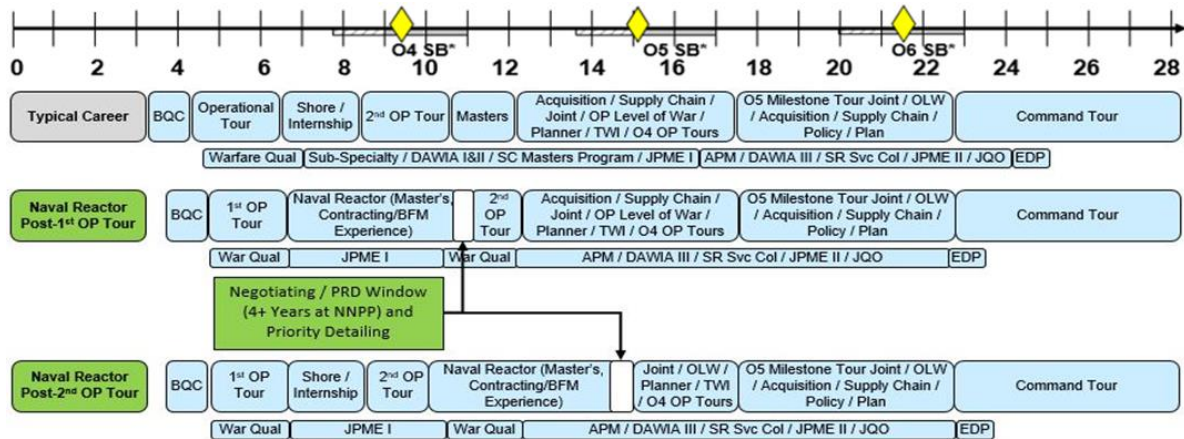 O4 SB*
O5 SB*
O6 SB*
0 2 4 6 8 10 12 14 16 18 20 22 24 26 28
Typical Career
BQC
Operational
Tour
Shore /
Internship
2nd OP Tour
Masters
Acquisition / Supply Chain /
Joint / OP Level of War /
Planner / TWI / O4 OP Tours
O5 Milestone Tour Joint / OLW
/ Acquisition / Supply Chain /
Policy / Plan
Command Tour
Warfare Qual
Sub-Specialty / DAWIA I&II / SC Masters Program / JPME I
APM / DAWIA III / SR Svc Col / JPME II / JQO
EDP
Naval Reactor
Post-1st OP Tour
BQC
1st OP
Tour
Naval Reactor (Master's,
Contracting/BFM
Experience)
2nd
OP
Tour
Acquisition / Supply Chain /
Joint / OP Level of War /
Planner / TWI / O4 OP Tours
O5 Milestone Tour Joint / OLW
/ Acquisition / Supply Chain /
Policy / Plan
Command Tour
War Qual
JPME I
War Qual
APM / DAWIA III / SR Svc Col / JPME II / JQO
EDP
Negotiating / PRD Window
(4+ Years at NNPP) and
Priority Detailing
Naval Reactor
Post-2nd OP Tour
BQC
1st OP
Tour
Shore /
Internship
2nd OP
Tour
Naval Reactor (Master's,
Contracting/BFM
Experience)
Joint / OLW /
Planner / TWI
/ O4 OP Tours
O5 Milestone Tour Joint / OLW
/ Acquisition / Supply Chain /
Policy / Plan
Command Tour
War Qual
JPME I
War Qual
APM / DAWIA III / SR Svc Col / JPME II / JQO
EDP